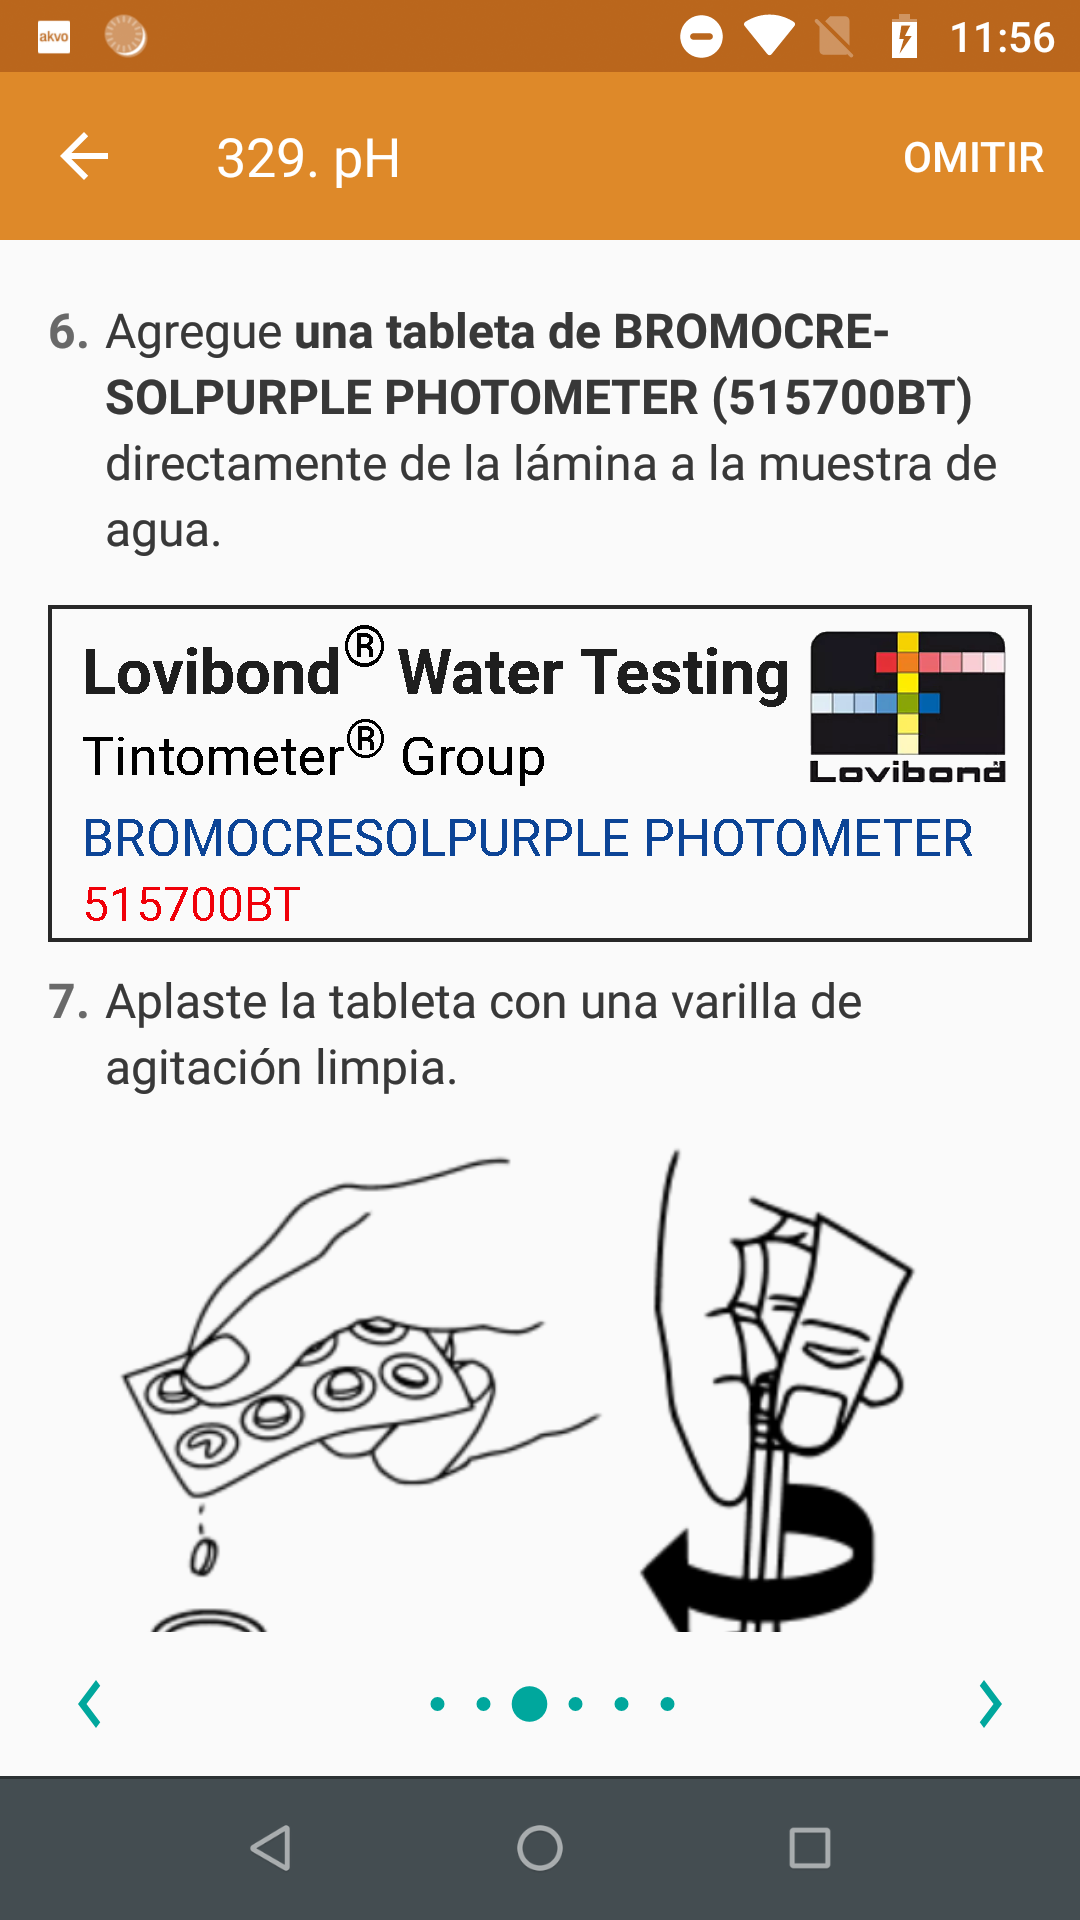 akvo
11:56
329. pH
OMITIR
6. Agregue una tableta de BROMOCRE-
SOLPURPLE PHOTOMETER (515700BT)
directamente de la lámina a la muestra de
agua.
Lovibond® Water Testing
Tintometer® Group
Lovibond
BROMOCRESOLPURPLE PHOTOMETER
515700BT
7. Aplaste la tableta con una varilla de
agitación limpia.